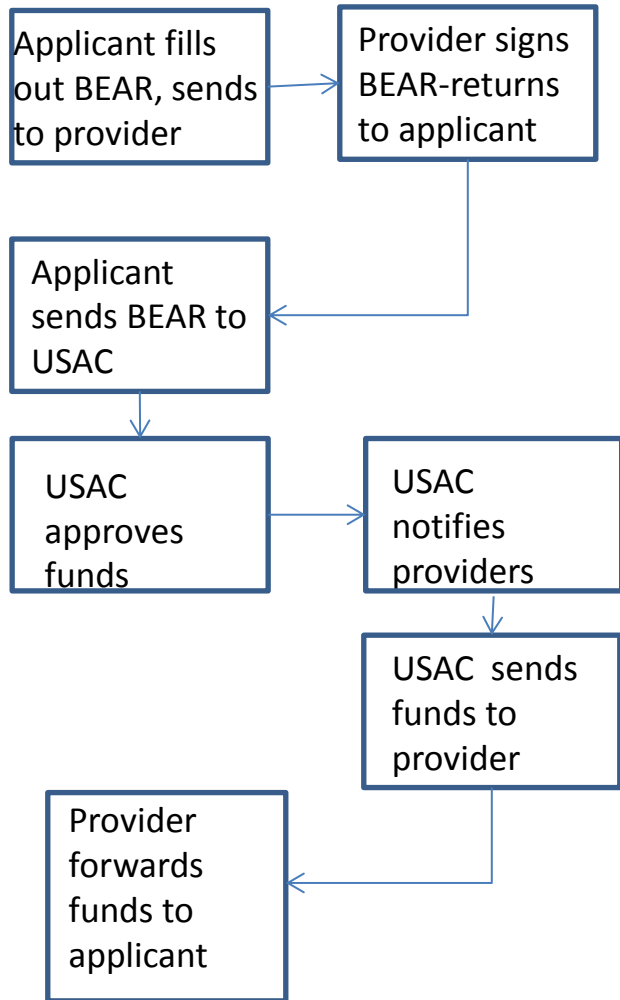 Applicant fills
out BEAR, sends
to provider
Provider signs
BEAR-returns
to applicant
Applicant
sends BEAR to
USAC
USAC
approves
funds
USAC
notifies
providers
USAC  sends
funds to
provider
Provider
forwards
funds to
applicant